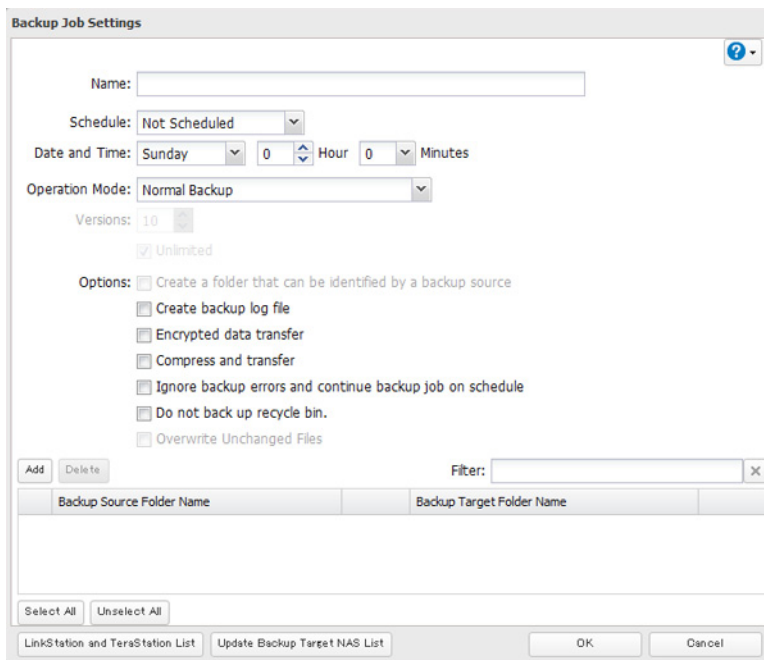 Backup Job Settings
?
Name:
Schedule: Not Scheduled
Date and Time: Sunday 0 Hour 0 Minutes
Operation Mode: Normal Backup
Versions: 10
Unlimited
Options: Create a folder that can be identified by a backup source
Create backup log file
Encrypted data transfer
Compress and transfer
Ignore backup errors and continue backup job on schedule
Do not back up recycle bin.
Overwrite Unchanged Files
Add Delete Filter:
Backup Source Folder Name Backup Target Folder Name
Select All Unselect All
LinkStation and TeraStation List Update Backup Target NAS List OK Cancel